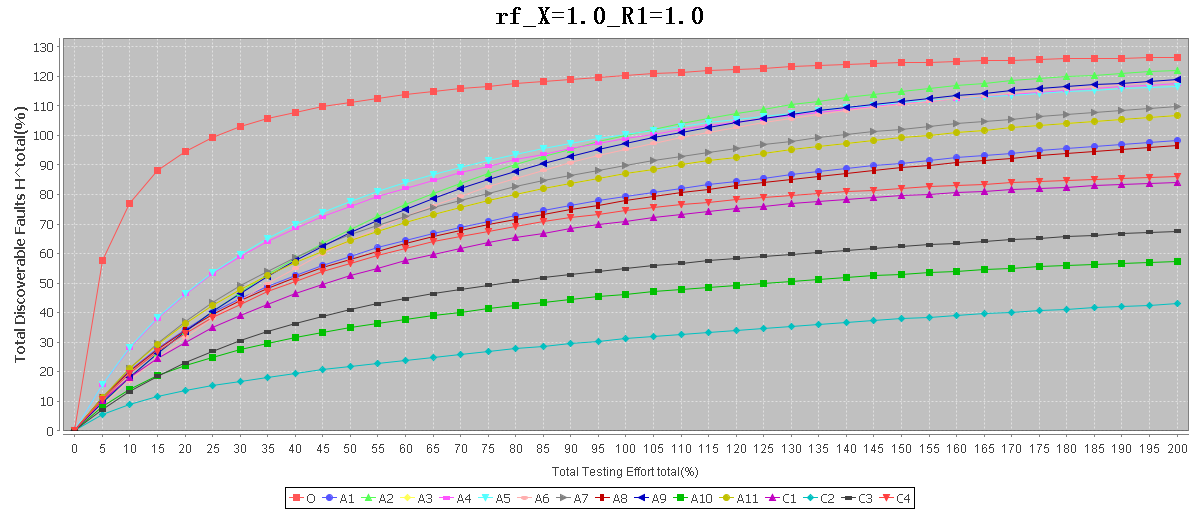 rf_X=1.0_R1=1.0
Total Discoverable Faults H^total(%)
130
120
110
100
90
80
70
60
50
40
30
20
10
0
0 5 10 15 20 25 30 35 40 45 50 55 60 65 70 75 80 85 90 95 100 105 110 115 120 125 130 135 140 145 150 155 160 165 170 175 180 185 190 195 200
Total Testing Effort total(%)
O A1 A2 A3 A4 A5 A6 A7 A8 A9 A10 A11 C1 C2 C3 C4